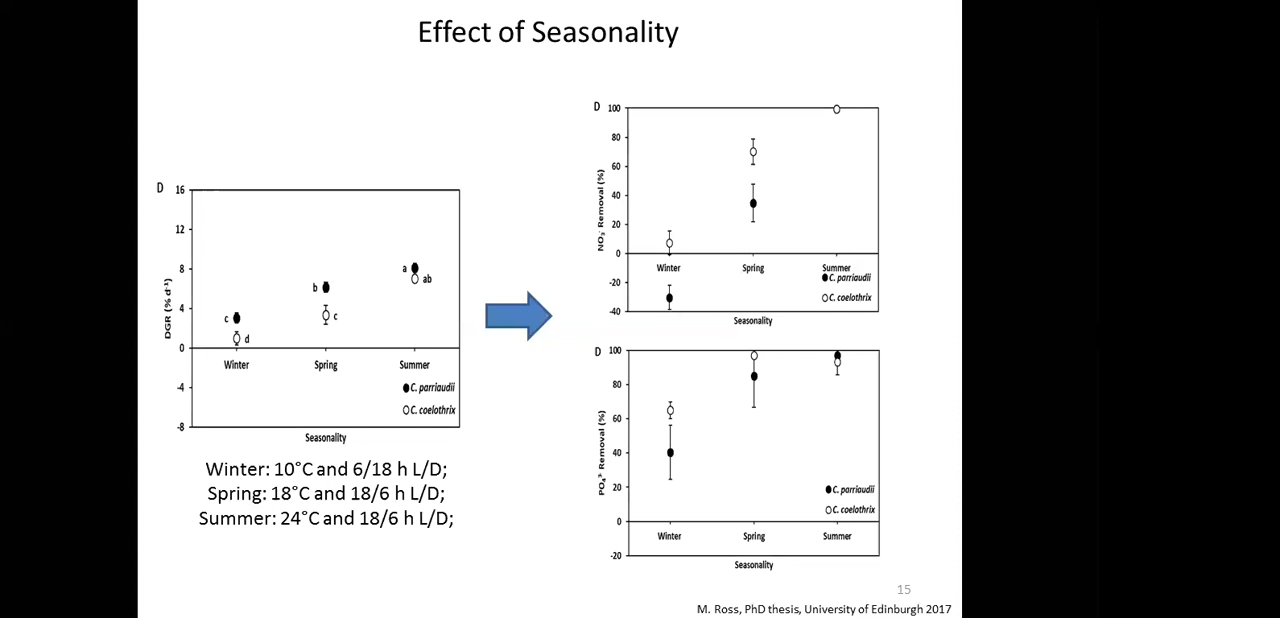 Effect of Seasonality
D
16
12
8
4
0
-4
-8
DGR (% d⁻¹)
a
ab
b
c
c
d
Winter
Spring
Summer
C. parriaudii
C. coelothrix
Seasonality
Winter: 10°C and 6/18 h L/D;
Spring: 18°C and 18/6 h L/D;
Summer: 24°C and 18/6 h L/D;
D
100
80
60
40
20
0
-20
-40
NO₃⁻ Removal (%)
Winter
Spring
Summer
C. parriaudii
C. coelothrix
Seasonality
D
100
80
60
40
20
0
-20
PO₄³⁻ Removal (%)
C. parriaudii
C. coelothrix
Winter
Spring
Summer
Seasonality
15
M. Ross, PhD thesis, University of Edinburgh 2017